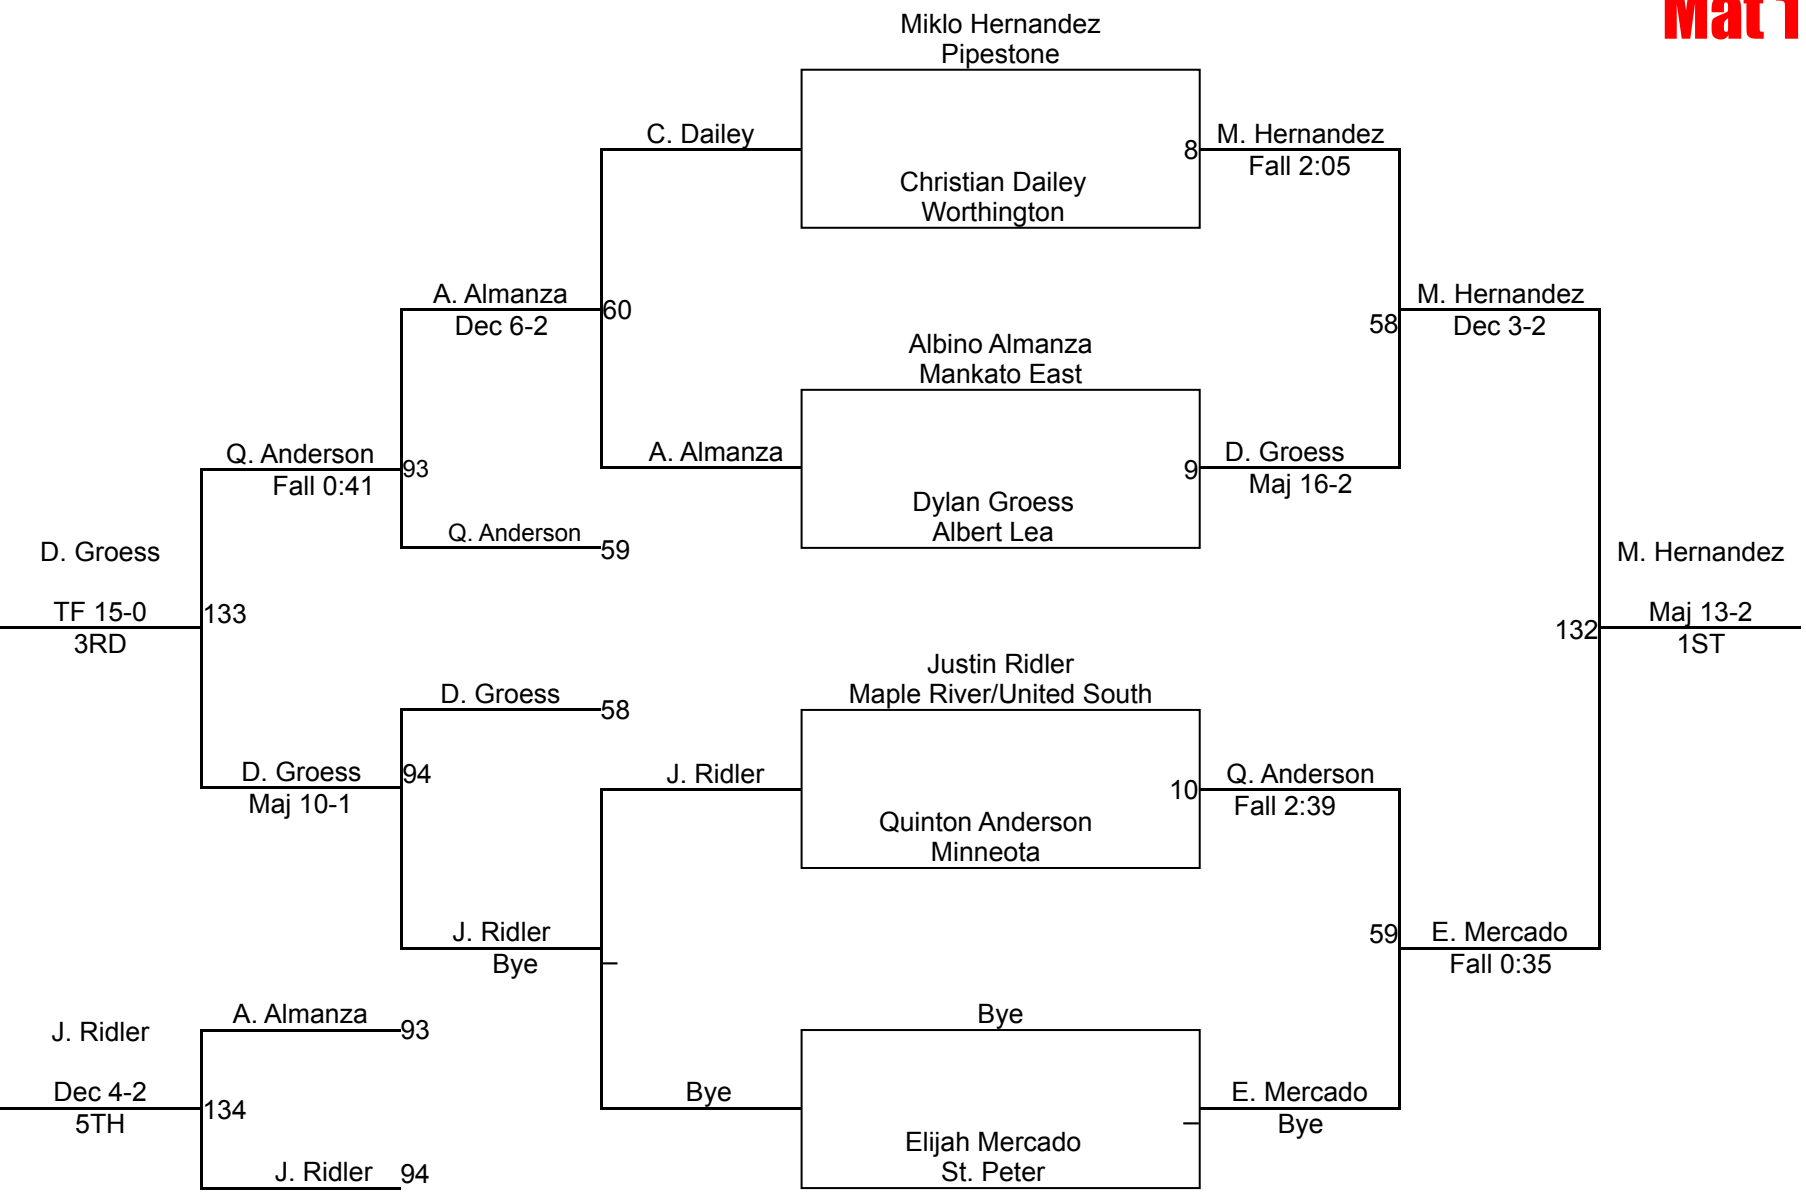 Mat 1
Miklo Hernandez
Pipestone
C. Dailey
8
M. Hernandez
Fall 2:05
Christian Dailey
Worthington
A. Almanza
Dec 6-2
60
M. Hernandez
58
Dec 3-2
Albino Almanza
Mankato East
Q. Anderson
Fall 0:41
93
A. Almanza
9
D. Groess
Maj 16-2
Dylan Groess
Albert Lea
Q. Anderson
59
D. Groess
TF 15-0
3RD
133
M. Hernandez
132
Maj 13-2
1ST
Justin Ridler
Maple River/United South
D. Groess
58
D. Groess
Maj 10-1
94
J. Ridler
10
Q. Anderson
Fall 2:39
Quinton Anderson
Minneota
J. Ridler
Bye
–
59
E. Mercado
Fall 0:35
Bye
A. Almanza
93
J. Ridler
Dec 4-2
5TH
134
Bye
–
E. Mercado
Bye
Elijah Mercado
St. Peter
J. Ridler
94